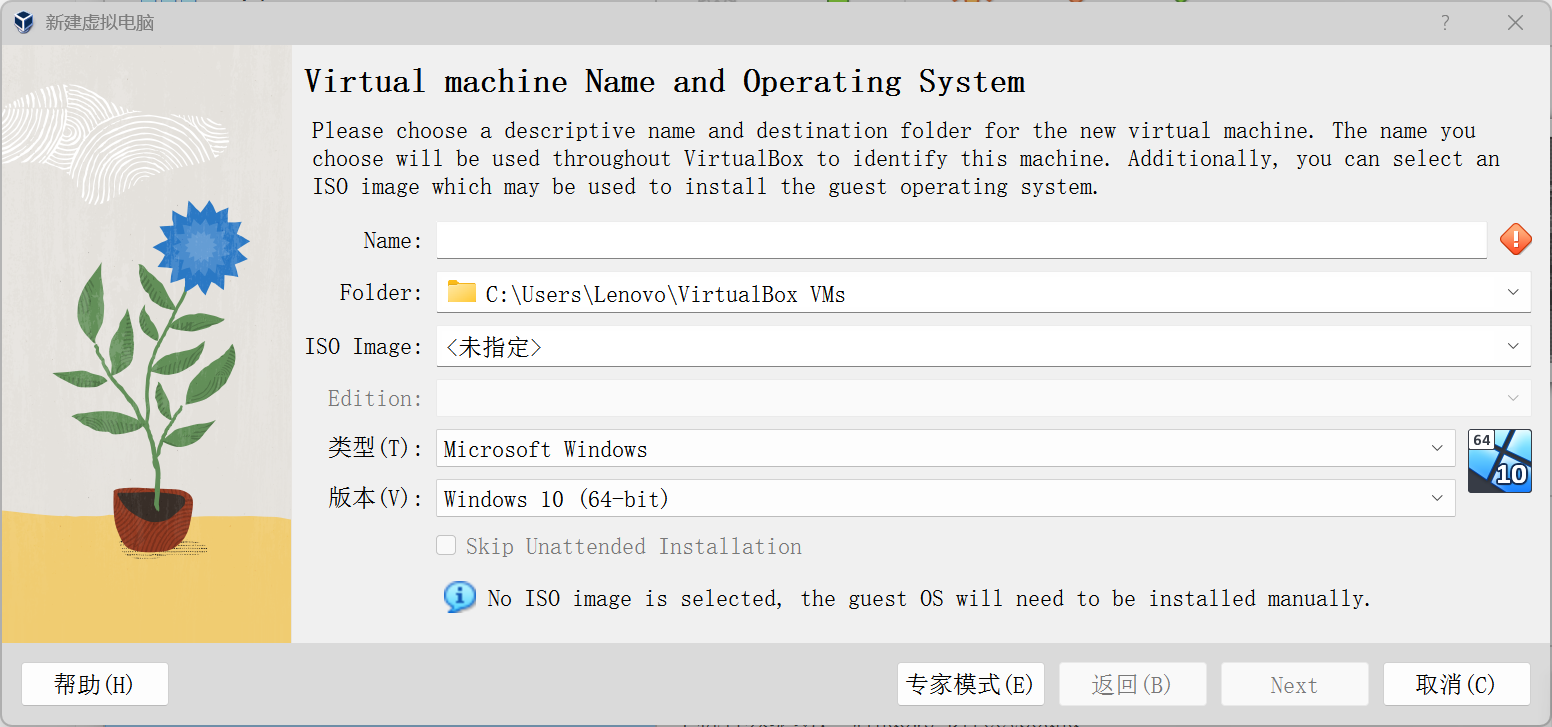 新建虚拟电脑
Virtual machine Name and Operating System
Please choose a descriptive name and destination folder for the new virtual machine. The name you
choose will be used throughout VirtualBox to identify this machine. Additionally, you can select an
ISO image which may be used to install the guest operating system.
Name:
Folder: C:\Users\Lenovo\VirtualBox VMs
ISO Image: <未指定>
Edition:
类型(T): Microsoft Windows
64
10
版本(V): Windows 10 (64-bit)
Skip Unattended Installation
No ISO image is selected, the guest OS will need to be installed manually.
帮助(H) 专家模式(E) 返回(B) Next 取消(C)